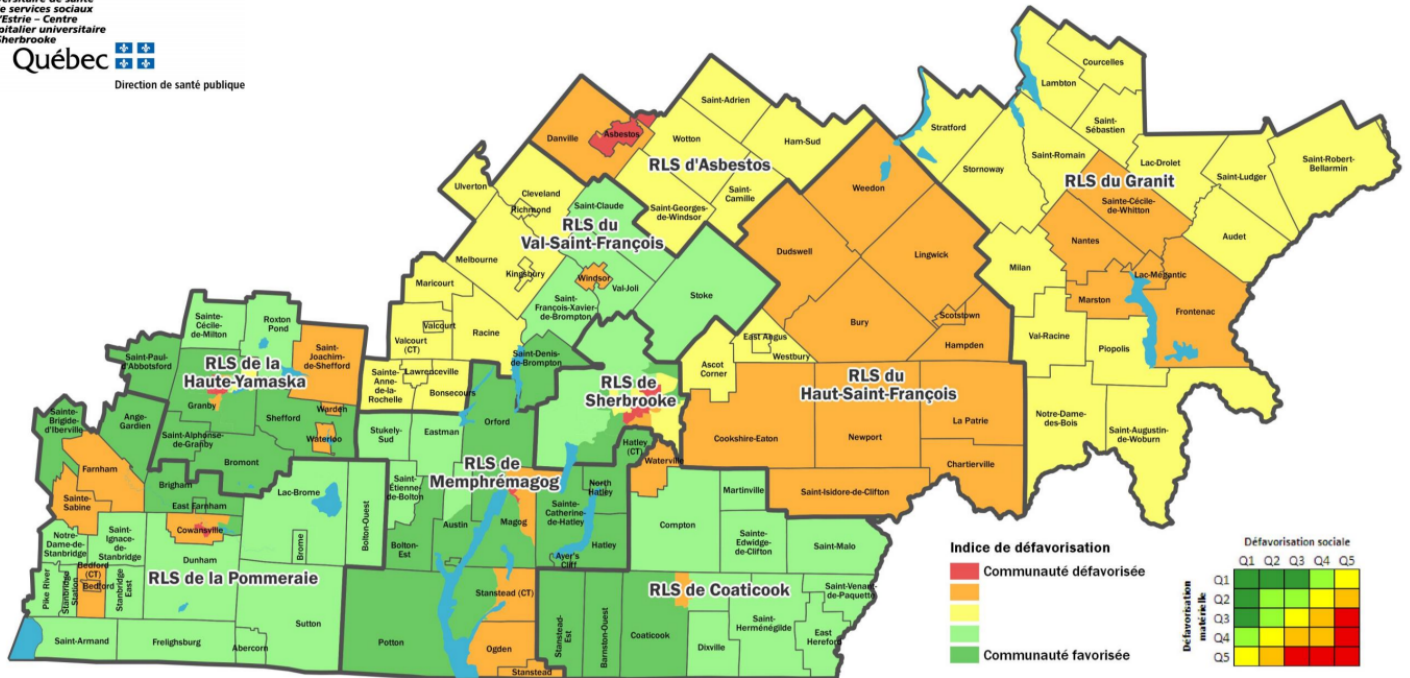 versitaire de santé
e services sociaux
'Estrie – Centre
pitalier universitaire
Sherbrooke
Québec
Direction de santé publique
Courcelles
Lambton
Saint-Adrien
Saint-
Sébastien
Stratford
Danville
Asbestos
Wotton
Ham-Sud
Saint-Romain
Lac-Drolet
Saint-Robert-
Bellarmin
RLS d'Asbestos
Stornoway
RLS du Granit
Saint-Ludger
Ulverton
Cleveland
Saint-
Camille
Weedon
Sainte-Cécile-
de-Whitton
Richmond
Saint-Claude
Saint-Georges-
de-Windsor
RLS du
Val-Saint-François
Dudswell
Lingwick
Nantes
Audet
Melbourne
Kingsbury
Milan
Lac-Mégantic
Maricourt
Windsor
Val-Joli
Stoke
Marston
Frontenac
Saint-
François-Xavier-
de-Brompton
Sainte-
Cécile-
de-Milton
Roxton
Pond
Valcourt
Racine
Bury
Scotstown
Val-Racine
Piopolis
Valcourt
(CT)
East Angus
Westbury
Hampden
Saint-Joachim-
de-Shefford
Saint-Paul-
d'Abbotsford
RLS de la
Haute-Yamaska
Saint-Denis-
de-Brompton
Ascot
Corner
Sainte-
Anne-
de-la-
Rochelle
Lawrenceville
Bonsecours
RLS de
Sherbrooke
RLS du
Haut-Saint-François
Granby
Shefford
Warden
Sainte-
Brigide-
d'Iberville
Ange-
Gardien
Orford
Notre-Dame-
des-Bois
La Patrie
Stukely-
Sud
Eastman
Saint-Augustin-
de-Woburn
Saint-Alphonse-
de-Granby
Waterloo
Cookshire-Eaton
Newport
Hatley
(CT)
Waterville
Bromont
RLS de
Memphrémagog
Chartierville
Farnham
Saint-
Étienne-
de-Bolton
Brigham
North
Hatley
Martinville
Saint-Isidore-de-Clifton
Lac-Brome
Sainte-
Sabine
East Farnham
Bolton-Ouest
Sainte-
Catherine-
de-Hatley
Austin
Magog
Compton
Cowansville
Sainte-
Edwidge-
de-Clifton
Notre-
Dame-de-
Stanbridge
Saint-
Ignace-
de-
Stanbridge
Brome
Bolton-
Est
Hatley
Saint-Malo
Dunham
Ayer's
Cliff
Bedford
(CT)
Bedford
RLS de la Pommeraie
Pike River
Stanbridge
Station
Stanbridge
East
Stanstead (CT)
RLS de Coaticook
Saint-Venant-
de-Paquette
Sutton
Saint-
Herménégilde
Saint-Armand
Frelighsburg
Abercorn
Potton
Ogden
Stanstead-
Est
Barnston-Ouest
Coaticook
Dixville
East
Hereford
Stanstead
Indice de défavorisation
Communauté défavorisée
Communauté favorisée
Défavorisation sociale
Q1 Q2 Q3 Q4 Q5
Défavorisation
matérielle
Q1
Q2
Q3
Q4
Q5